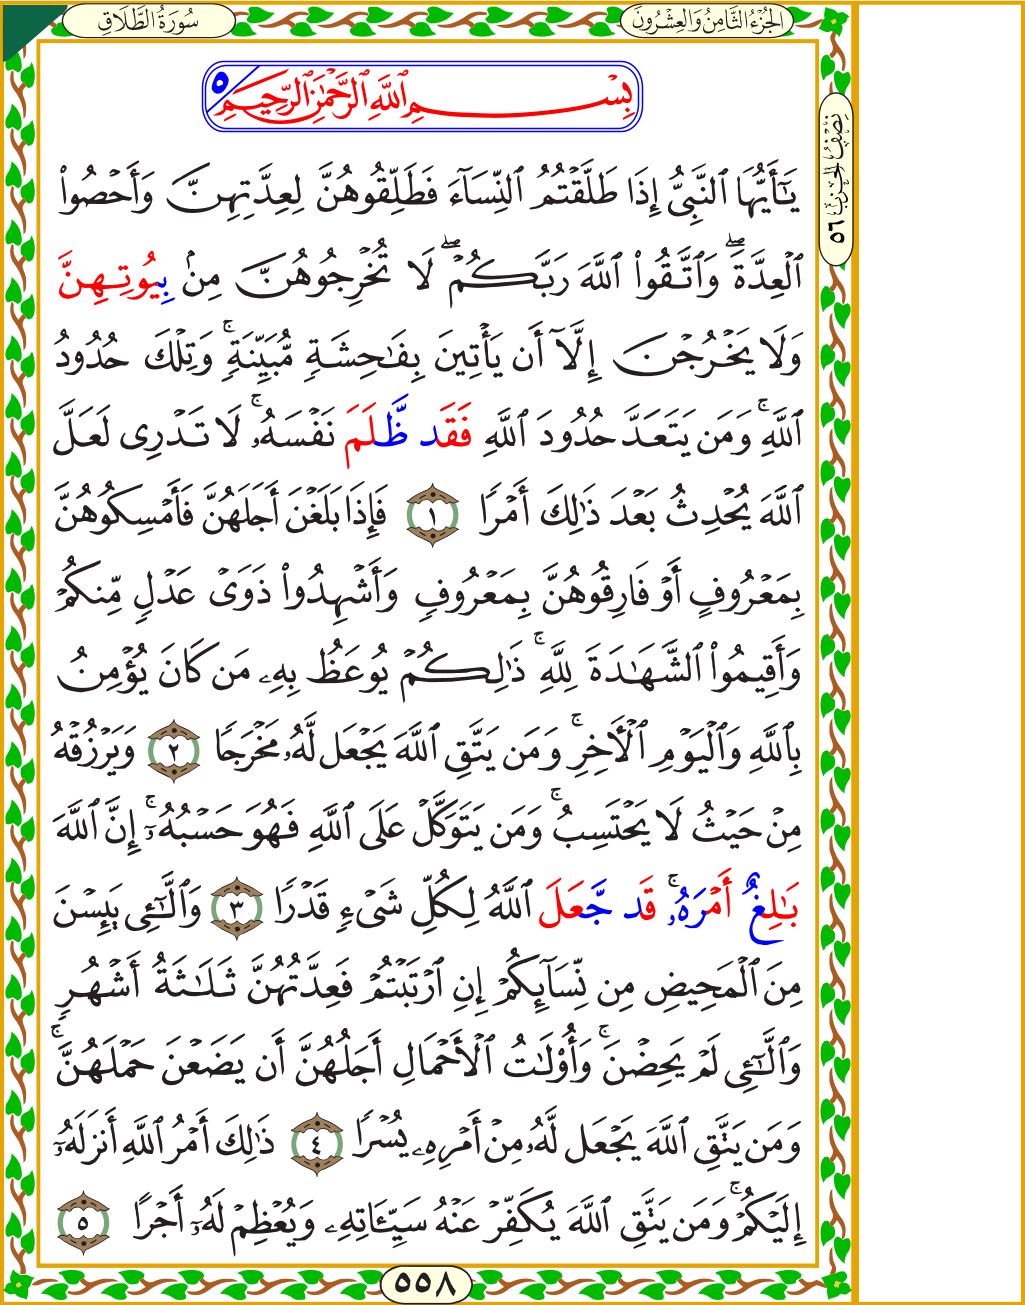 سُورَةُ الطَّلَاقِ
الجُزْءُ الثَّامِنُ وَالعِشْرُونَ
نِصْفُ الحِزْبِ ٥٦
بِسْمِ ٱللَّهِ ٱلرَّحْمَٰنِ ٱلرَّحِيمِ ٥
يَٰٓأَيُّهَا ٱلنَّبِىُّ إِذَا طَلَّقْتُمُ ٱلنِّسَآءَ فَطَلِّقُوهُنَّ لِعِدَّتِهِنَّ وَأَحْصُوا۟
ٱلْعِدَّةَ ۖ وَٱتَّقُوا۟ ٱللَّهَ رَبَّكُمْ ۖ لَا تُخْرِجُوهُنَّ مِنۢ بِيُوتِهِنَّ
وَلَا يَخْرُجْنَ إِلَّآ أَن يَأْتِينَ بِفَٰحِشَةٍ مُّبَيِّنَةٍ ۚ وَتِلْكَ حُدُودُ
ٱللَّهِ ۚ وَمَن يَتَعَدَّ حُدُودَ ٱللَّهِ فَقَد ظَّلَمَ نَفْسَهُۥ ۚ لَا تَدْرِى لَعَلَّ
ٱللَّهَ يُحْدِثُ بَعْدَ ذَٰلِكَ أَمْرًا ١ فَإِذَا بَلَغْنَ أَجَلَهُنَّ فَأَمْسِكُوهُنَّ
بِمَعْرُوفٍ أَوْ فَارِقُوهُنَّ بِمَعْرُوفٍ وَأَشْهِدُوا۟ ذَوَىْ عَدْلٍ مِّنكُمْ
وَأَقِيمُوا۟ ٱلشَّهَٰدَةَ لِلَّهِ ۚ ذَٰلِكُمْ يُوعَظُ بِهِۦ مَن كَانَ يُؤْمِنُ
بِٱللَّهِ وَٱلْيَوْمِ ٱلْأَخِرِ ۚ وَمَن يَتَّقِ ٱللَّهَ يَجْعَل لَّهُۥ مَخْرَجًا ٢ وَيَرْزُقْهُ
مِنْ حَيْثُ لَا يَحْتَسِبُ ۚ وَمَن يَتَوَكَّلْ عَلَى ٱللَّهِ فَهُوَ حَسْبُهُۥٓ ۚ إِنَّ ٱللَّهَ
بَٰلِغٌ أَمْرَهُۥ ۚ قَد جَّعَلَ ٱللَّهُ لِكُلِّ شَىْءٍ قَدْرًا ٣ وَٱلَّٰٓـِٔى يَئِسْنَ
مِنَ ٱلْمَحِيضِ مِن نِّسَآئِكُمْ إِنِ ٱرْتَبْتُمْ فَعِدَّتُهُنَّ ثَلَٰثَةُ أَشْهُرٍ
وَٱلَّٰٓـِٔى لَمْ يَحِضْنَ ۚ وَأُو۟لَٰتُ ٱلْأَحْمَالِ أَجَلُهُنَّ أَن يَضَعْنَ حَمْلَهُنَّ ۚ
وَمَن يَتَّقِ ٱللَّهَ يَجْعَل لَّهُۥ مِنْ أَمْرِهِۦ يُسْرًا ٤ ذَٰلِكَ أَمْرُ ٱللَّهِ أَنزَلَهُۥٓ
إِلَيْكُمْ ۚ وَمَن يَتَّقِ ٱللَّهَ يُكَفِّرْ عَنْهُ سَيِّـَٔاتِهِۦ وَيُعْظِمْ لَهُۥٓ أَجْرًا ٥
٥٥٨